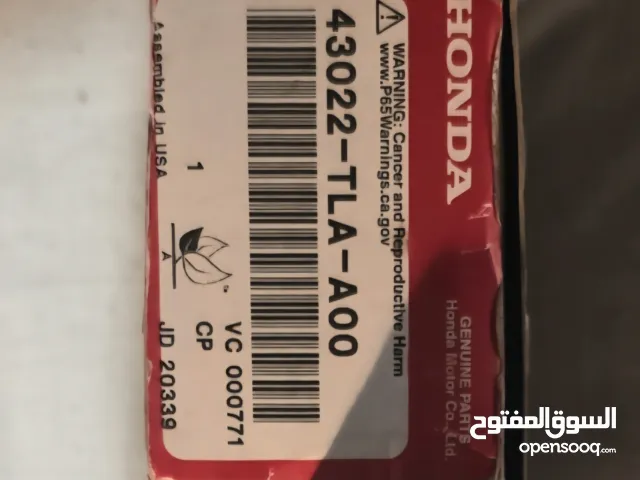 HONDA
GENUINE PARTS
Honda Motor Co., Ltd.
WARNING: Cancer and Reproductive Harm
www.P65Warnings.ca.gov
43022-TLA-A00
VC 000771
1
CP
A
JD 20339
Assembled in USA
السوق المفتوح
opensooq.com